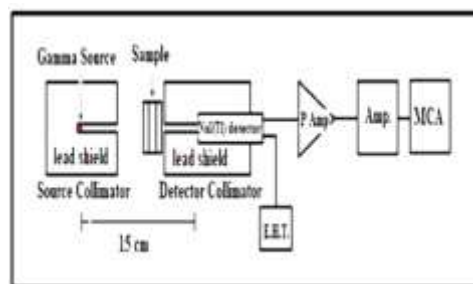 Gamma Source
Sample
lead shield
Source Collimator
NaI(Tl) detector
lead shield
Detector Collimator
P Amp
Amp.
MCA
E.H.T.
15 cm